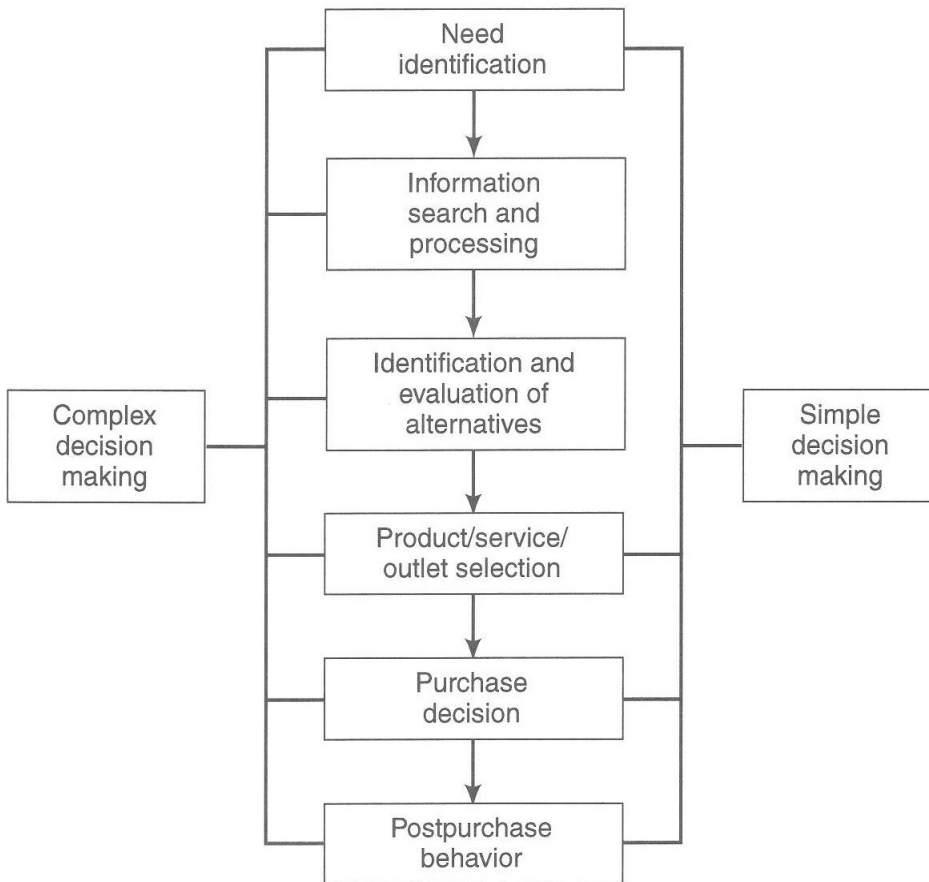 Need
identification
Information
search and
processing
Identification and
evaluation of
alternatives
Complex
decision
making
Simple
decision
making
Product/service/
outlet selection
Purchase
decision
Postpurchase
behavior